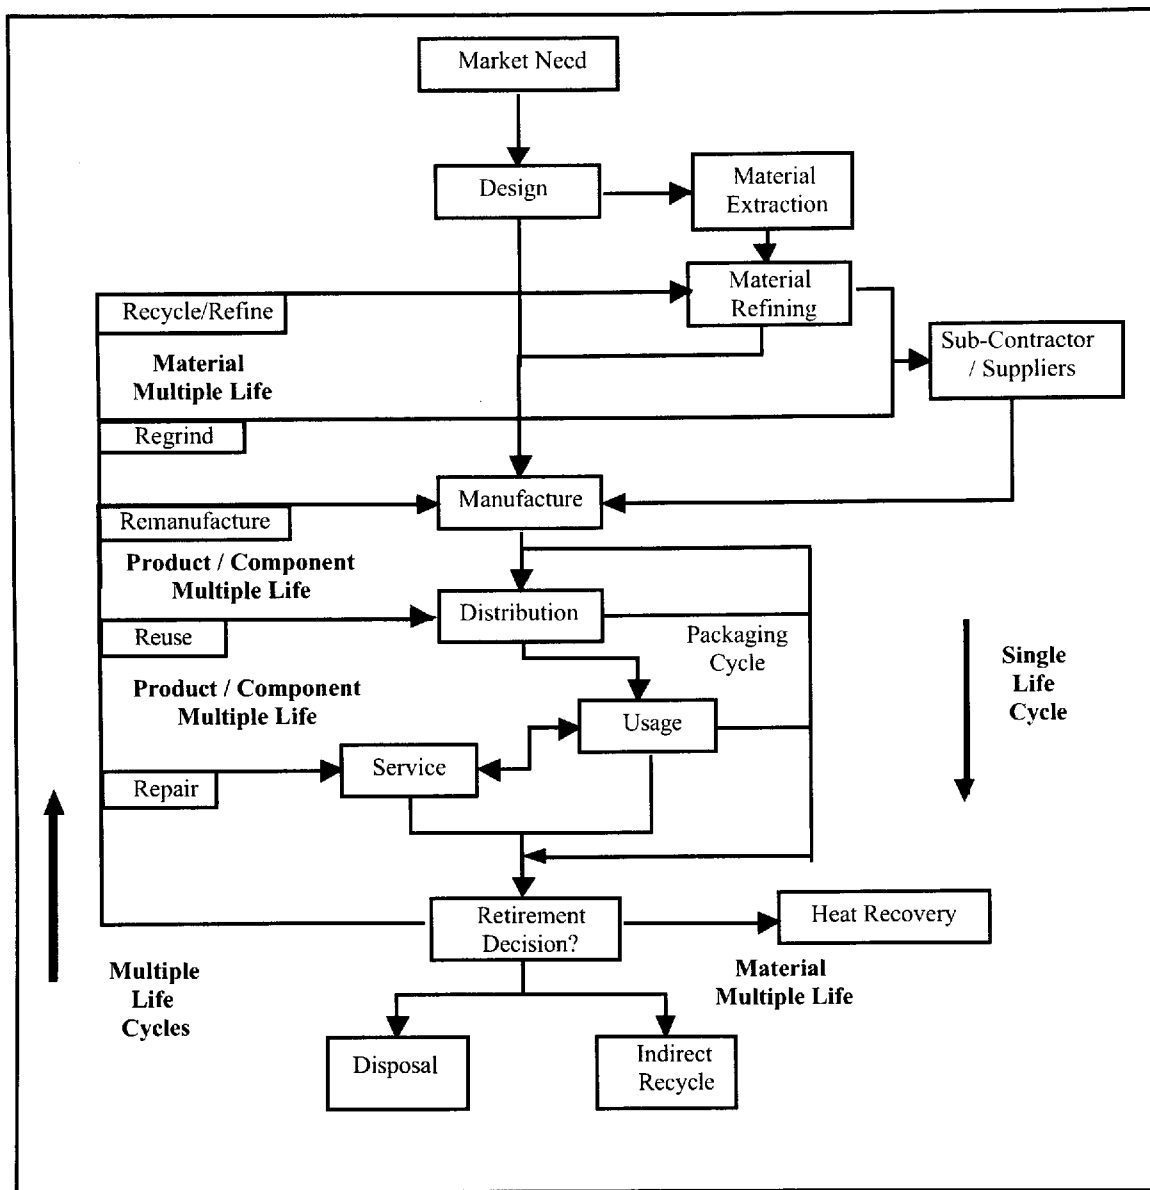 Market Need
Design
Material
Extraction
Material
Refining
Recycle/Refine
Sub-Contractor
/ Suppliers
Material
Multiple Life
Regrind
Manufacture
Remanufacture
Product / Component
Multiple Life
Distribution
Reuse
Packaging
Cycle
Single
Life
Cycle
Product / Component
Multiple Life
Usage
Service
Repair
Retirement
Decision?
Heat Recovery
Multiple
Life
Cycles
Material
Multiple Life
Disposal
Indirect
Recycle